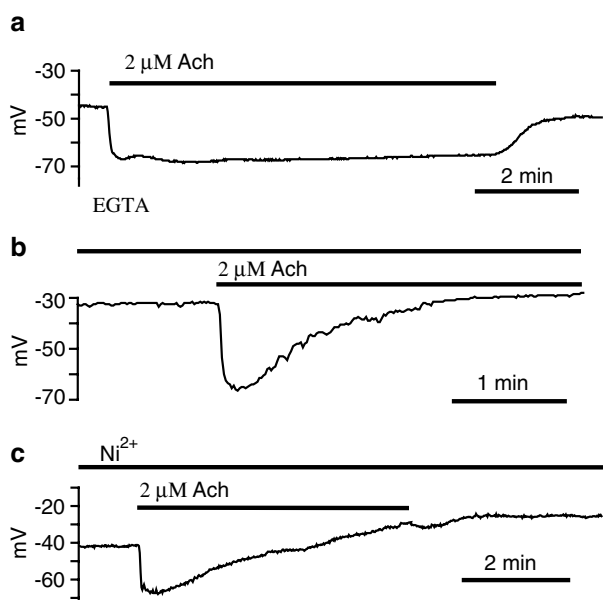 a
2 μM Ach
-30
-50
-70
mV
2 min
EGTA
b
2 μM Ach
-30
-50
-70
mV
1 min
c
Ni2+
2 μM Ach
-20
-40
-60
mV
2 min